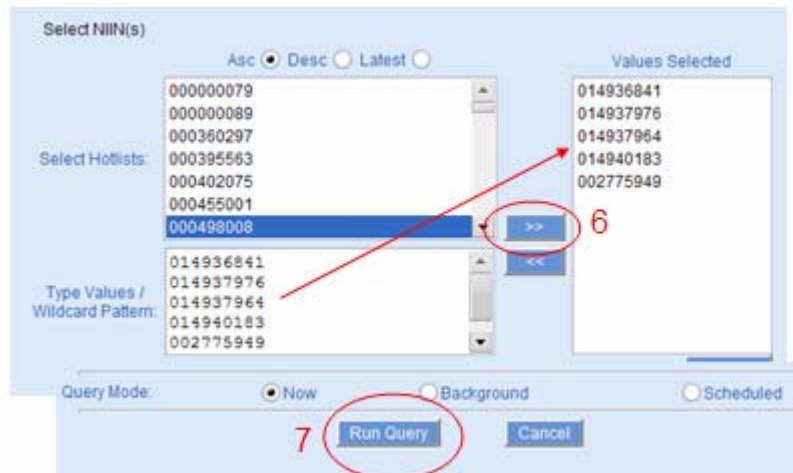 Select NIIN(s)
Asc Desc Latest
Values Selected
Select Hotlists:
000000079
000000089
000360297
000395563
000402075
000455001
000498008
>>
6
<<
014936841
014937976
014937964
014940183
002775949
Type Values /
Wildcard Pattern:
014936841
014937976
014937964
014940183
002775949
Query Mode:
Now
Background
Scheduled
7
Run Query
Cancel